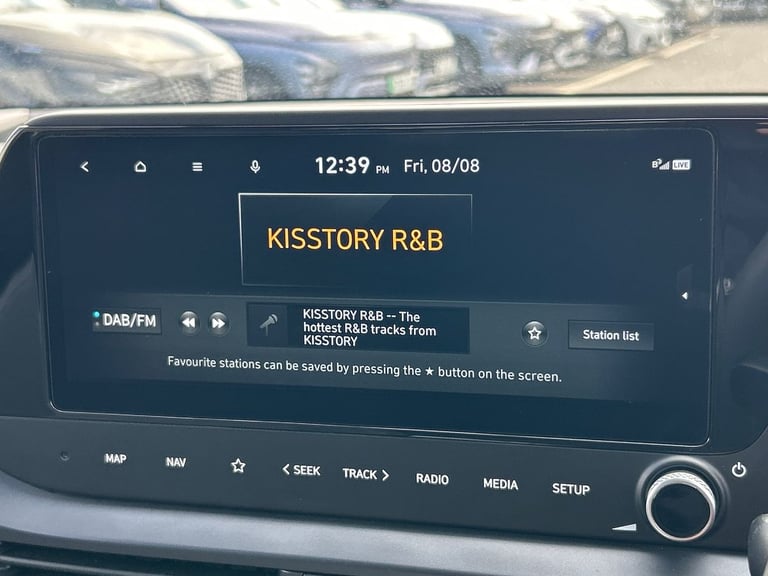 12:39 PM Fri, 08/08
LIVE
KISSTORY R&B
DAB/FM
KISSTORY R&B -- The
hottest R&B tracks from
KISSTORY
Station list
Favourite stations can be saved by pressing the ★ button on the screen.
MAP NAV ☆ < SEEK TRACK > RADIO MEDIA SETUP